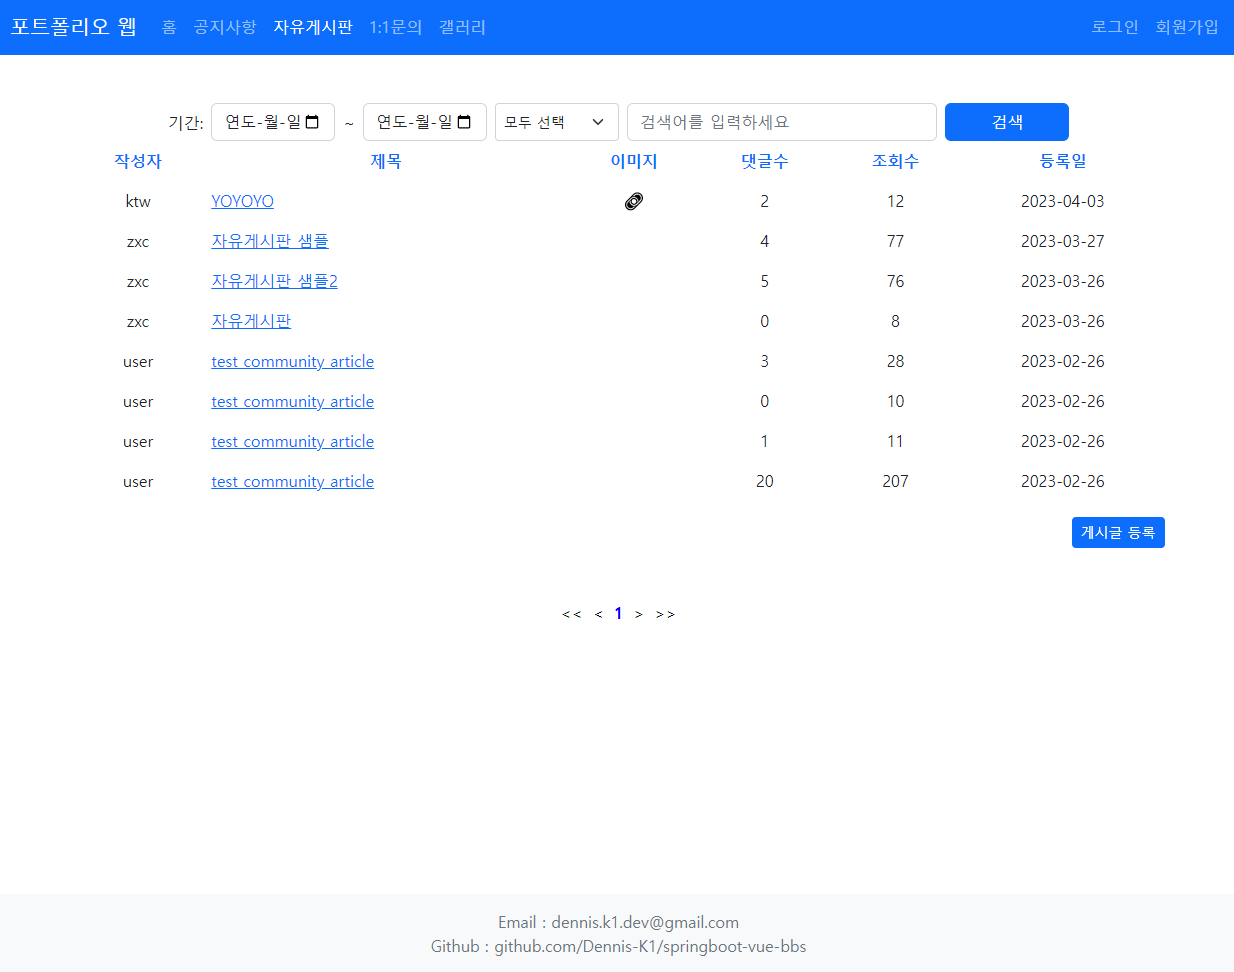 포트폴리오 웹 홈 공지사항 자유게시판 1:1문의 갤러리 로그인 회원가입
기간: 연도-월-일 ~ 연도-월-일 모두 선택 검색어를 입력하세요 검색
작성자 제목 이미지 댓글수 조회수 등록일
ktw YOYOYO 2 12 2023-04-03
zxc 자유게시판 샘플 4 77 2023-03-27
zxc 자유게시판 샘플2 5 76 2023-03-26
zxc 자유게시판 0 8 2023-03-26
user test community article 3 28 2023-02-26
user test community article 0 10 2023-02-26
user test community article 1 11 2023-02-26
user test community article 20 207 2023-02-26
게시글 등록
<< < 1 > >>
Email : dennis.k1.dev@gmail.com
Github : github.com/Dennis-K1/springboot-vue-bbs